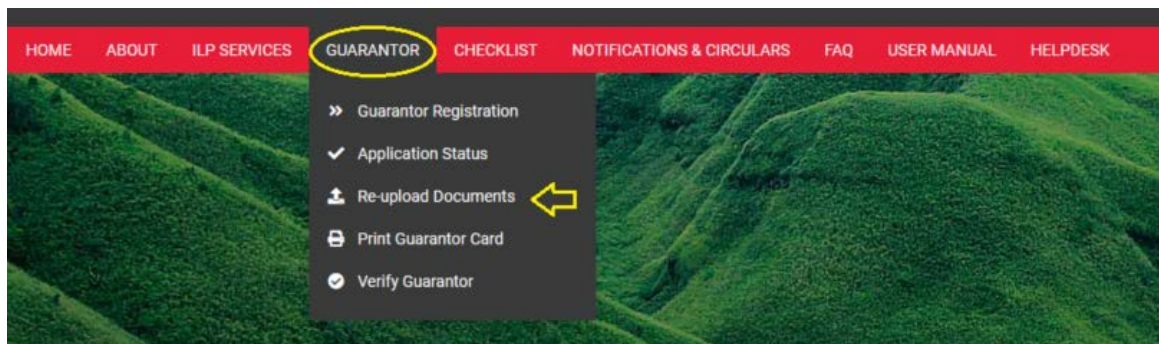 HOME ABOUT ILP SERVICES GUARANTOR CHECKLIST NOTIFICATIONS & CIRCULARS FAQ USER MANUAL HELPDESK
Guarantor Registration
Application Status
Re-upload Documents
Print Guarantor Card
Verify Guarantor